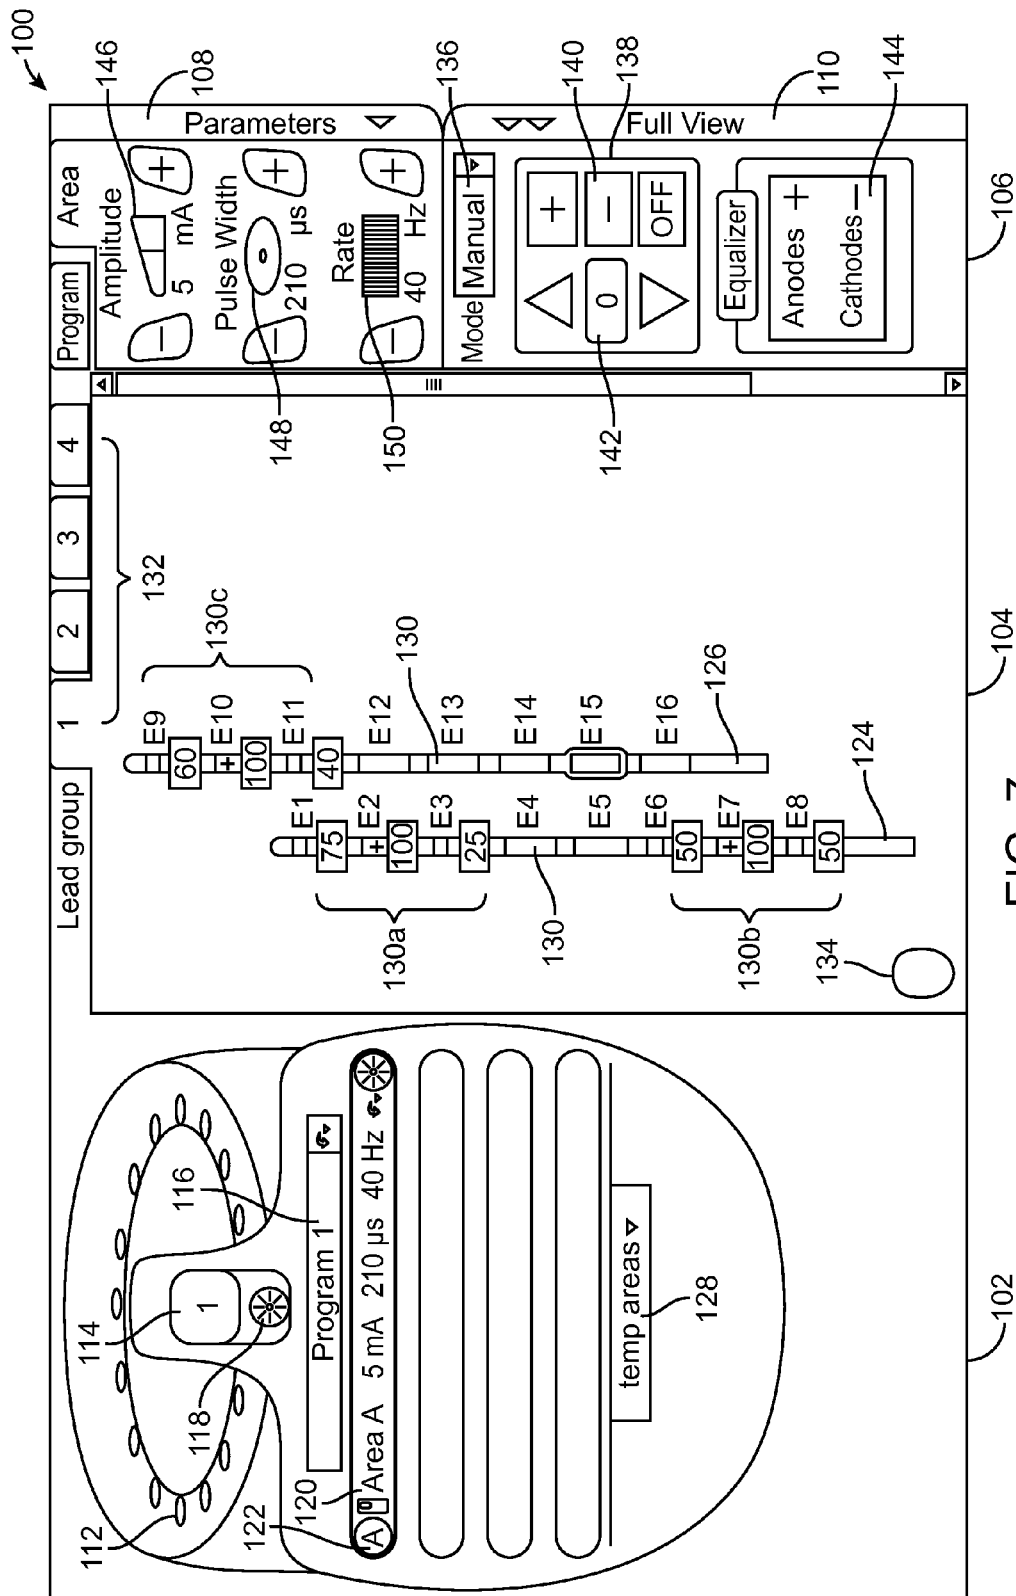 100
Lead group
1
2
3
4
Program
Area
Amplitude
5 mA
146
Pulse Width
210 µs
148
Rate
40 Hz
150
Parameters
108
Mode
Manual
136
+
−
OFF
0
140
138
142
Full View
110
Equalizer
Anodes +
Cathodes −
144
132
E9
60
E10
+
100
E11
40
E12
E13
E14
E15
E16
130c
130
126
E1
75
E2
+
100
E3
25
E4
E5
E6
50
E7
+
100
E8
50
130a
130
130b
124
134
112
114
1
116
118
Program 1
120
122
A
Area A 5 mA 210 µs 40 Hz
temp areas
128
102
104
106
FIG. 7